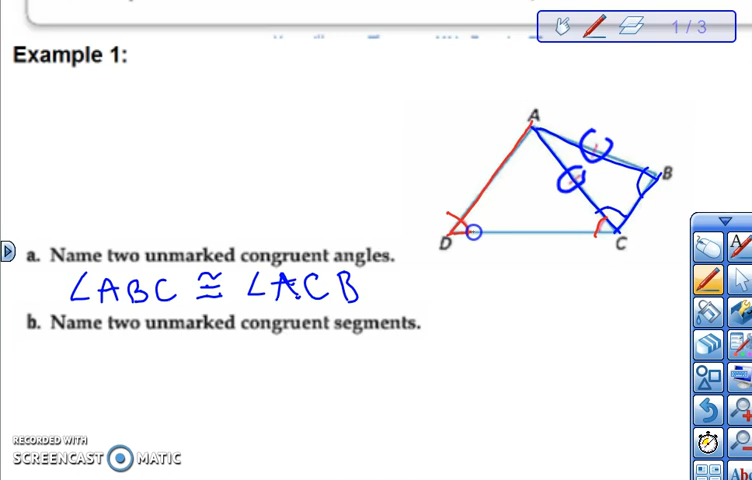 1 / 3
Example 1:
A
B
D
C
a. Name two unmarked congruent angles.
∠ABC ≅ ∠ACB
b. Name two unmarked congruent segments.
RECORDED WITH
SCREENCAST MATIC